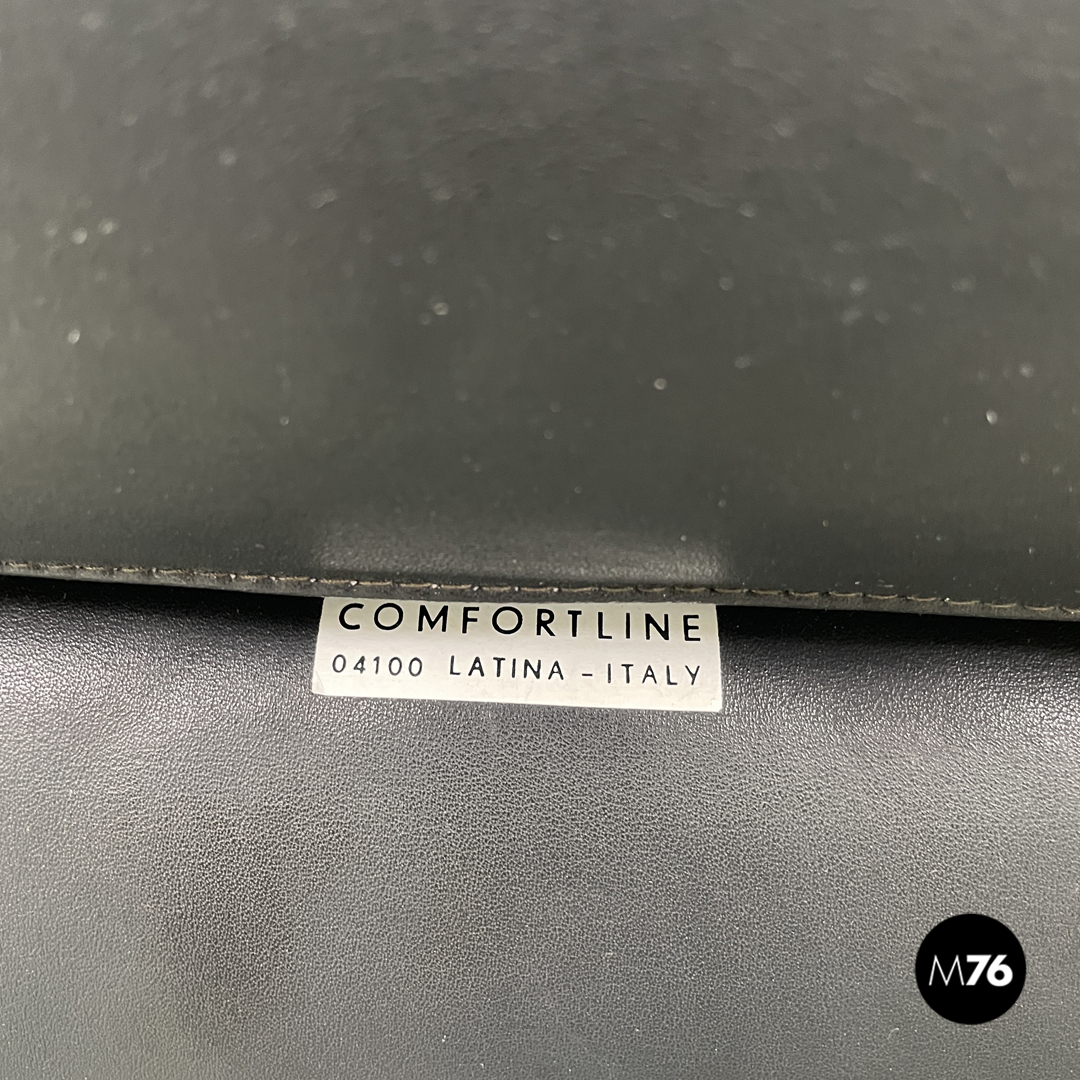 COMFORTLINE
04100 LATINA - ITALY
M76